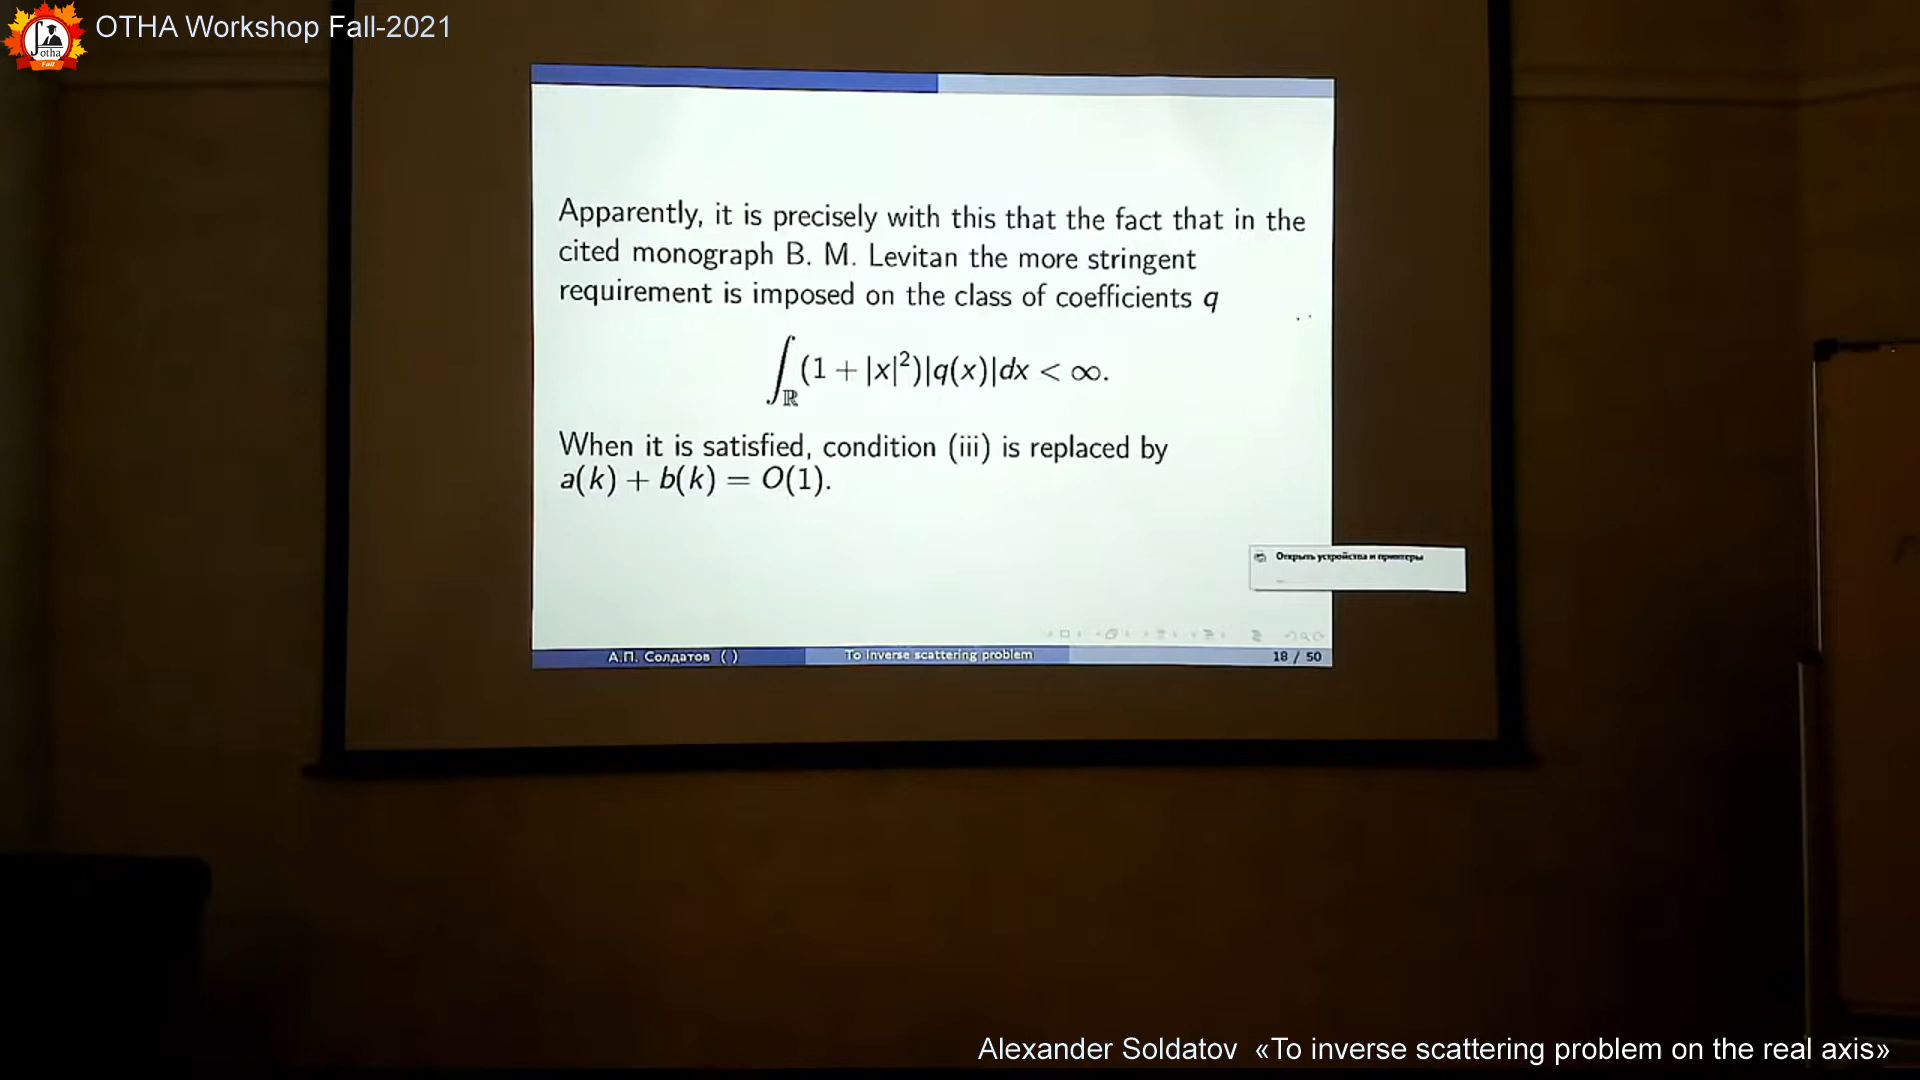 OTHA Workshop Fall-2021
otha
Fall
Apparently, it is precisely with this that the fact that in the
cited monograph B. M. Levitan the more stringent
requirement is imposed on the class of coefficients q
∫_ℝ (1 + |x|²)|q(x)|dx < ∞.
When it is satisfied, condition (iii) is replaced by
a(k) + b(k) = O(1).
Открыть устройства и принтеры
А.П. Солдатов ( )
To Inverse scattering problem
18 / 50
Alexander Soldatov «To inverse scattering problem on the real axis»